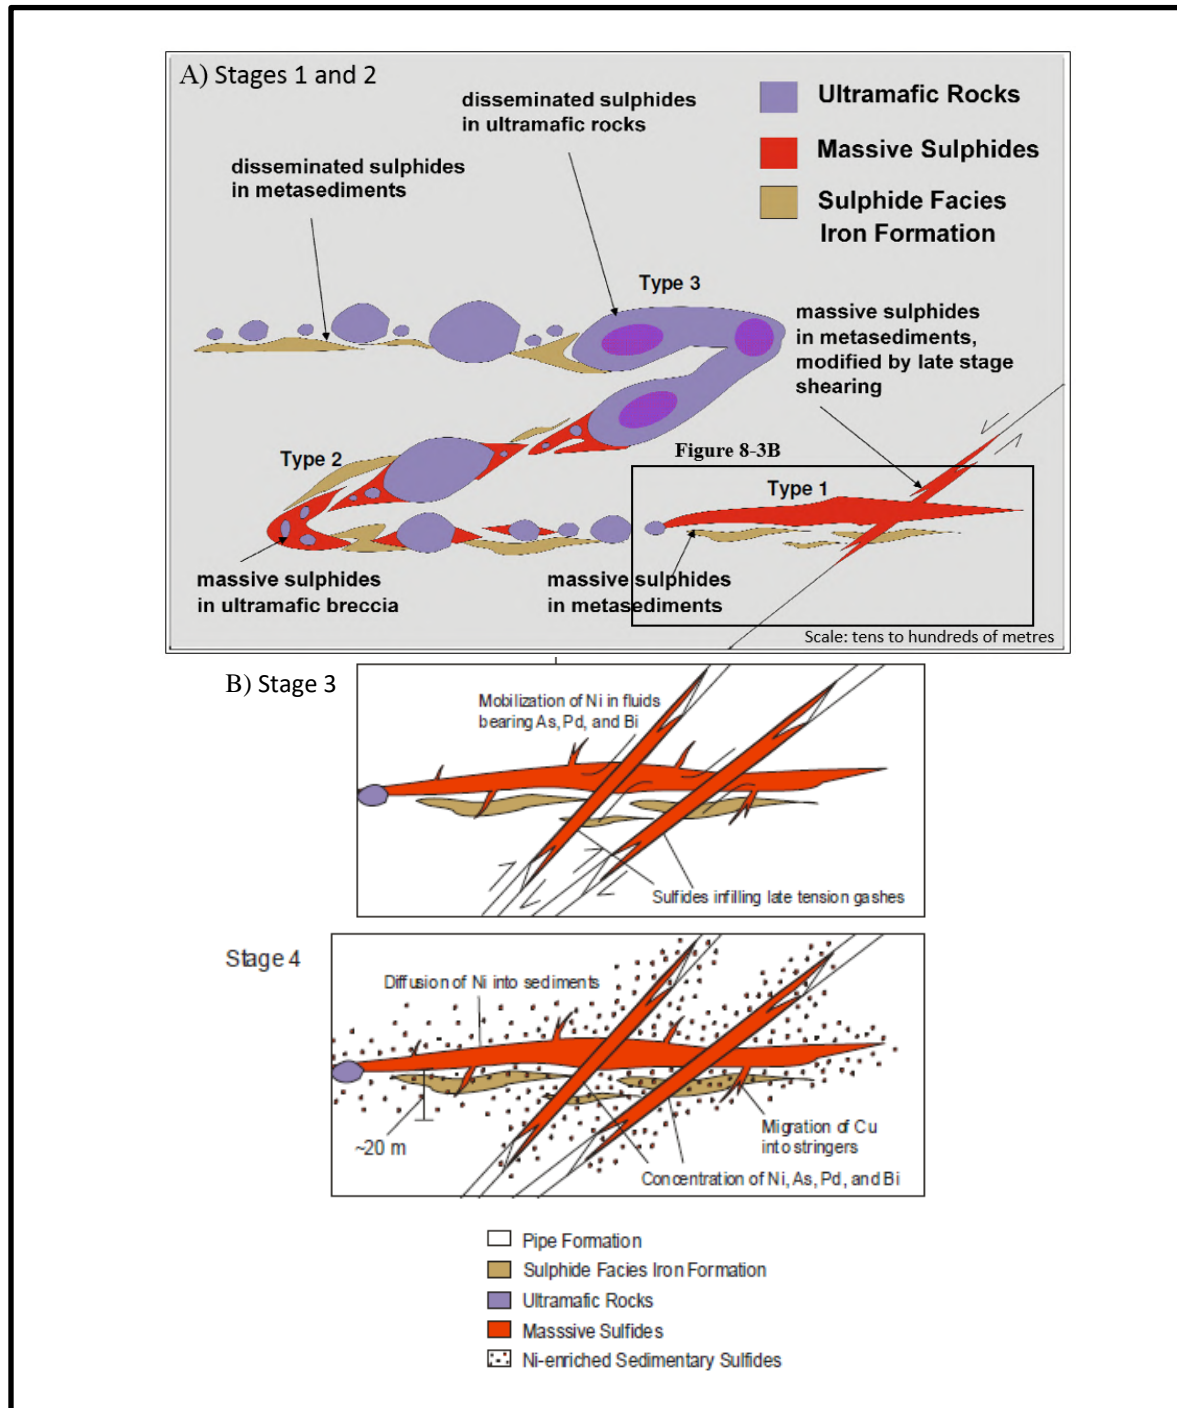 A) Stages 1 and 2
disseminated sulphides
in ultramafic rocks
Ultramafic Rocks
Massive Sulphides
Sulphide Facies
Iron Formation
disseminated sulphides
in metasediments
Type 3
massive sulphides
in metasediments,
modified by late stage
shearing
Type 2
Figure 8-3B
Type 1
massive sulphides
in ultramafic breccia
massive sulphides
in metasediments
Scale: tens to hundreds of metres
B) Stage 3
Mobilization of Ni in fluids
bearing As, Pd, and Bi
Sulfides infilling late tension gashes
Stage 4
Diffusion of Ni into sediments
~20 m
Migration of Cu
into stringers
Concentration of Ni, As, Pd, and Bi
Pipe Formation
Sulphide Facies Iron Formation
Ultramafic Rocks
Masssive Sulfides
Ni-enriched Sedimentary Sulfides